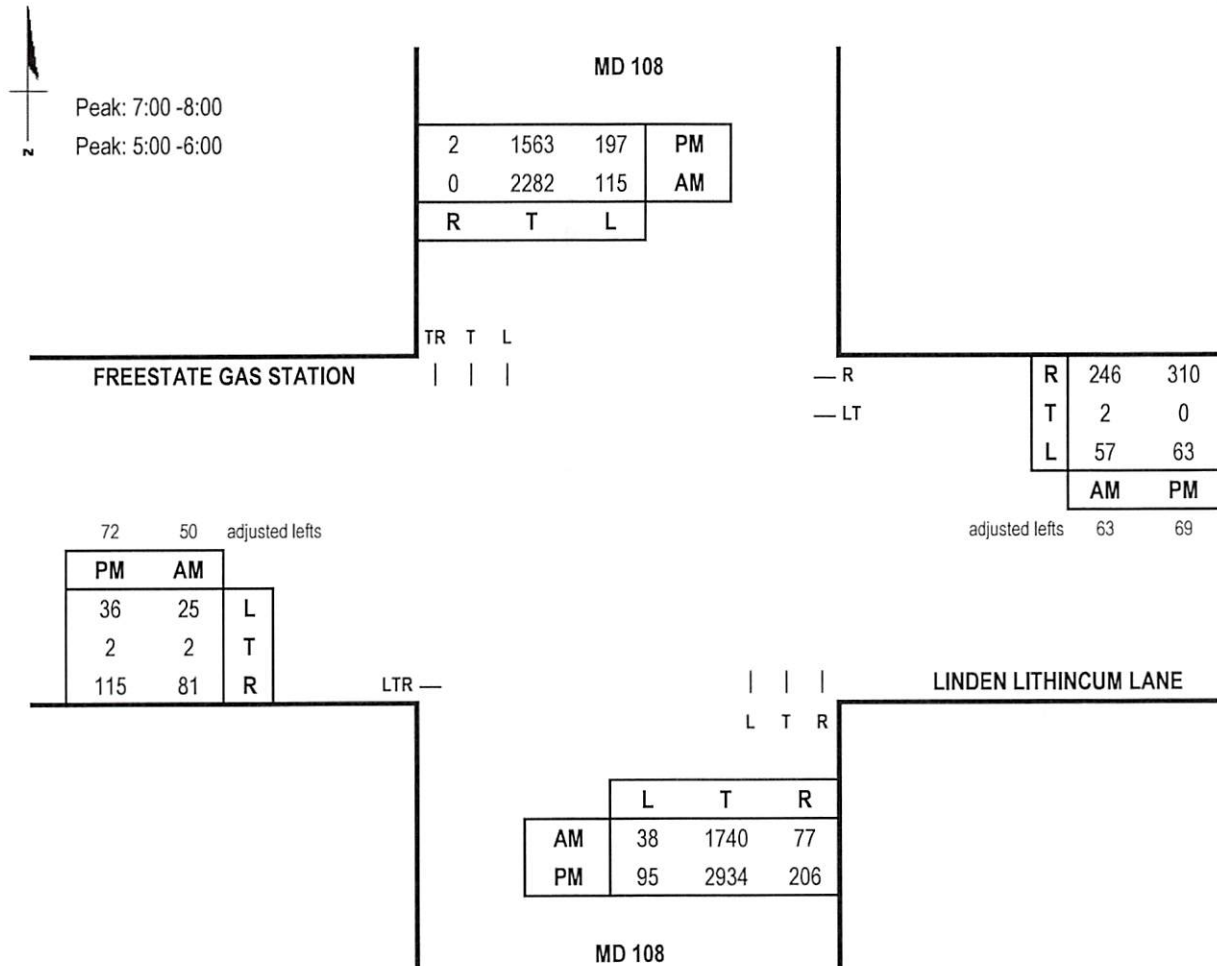 MD 108
Peak: 7:00 -8:00
Peak: 5:00 -6:00
N
2 1563 197 PM
0 2282 115 AM
R T L
TR T L
FREESTATE GAS STATION
R
LT
R 246 310
T 2 0
L 57 63
AM PM
adjusted lefts 63 69
72 50 adjusted lefts
PM AM
36 25 L
2 2 T
115 81 R
LTR
LINDEN LITHINCUM LANE
L T R
L T R
AM 38 1740 77
PM 95 2934 206
MD 108